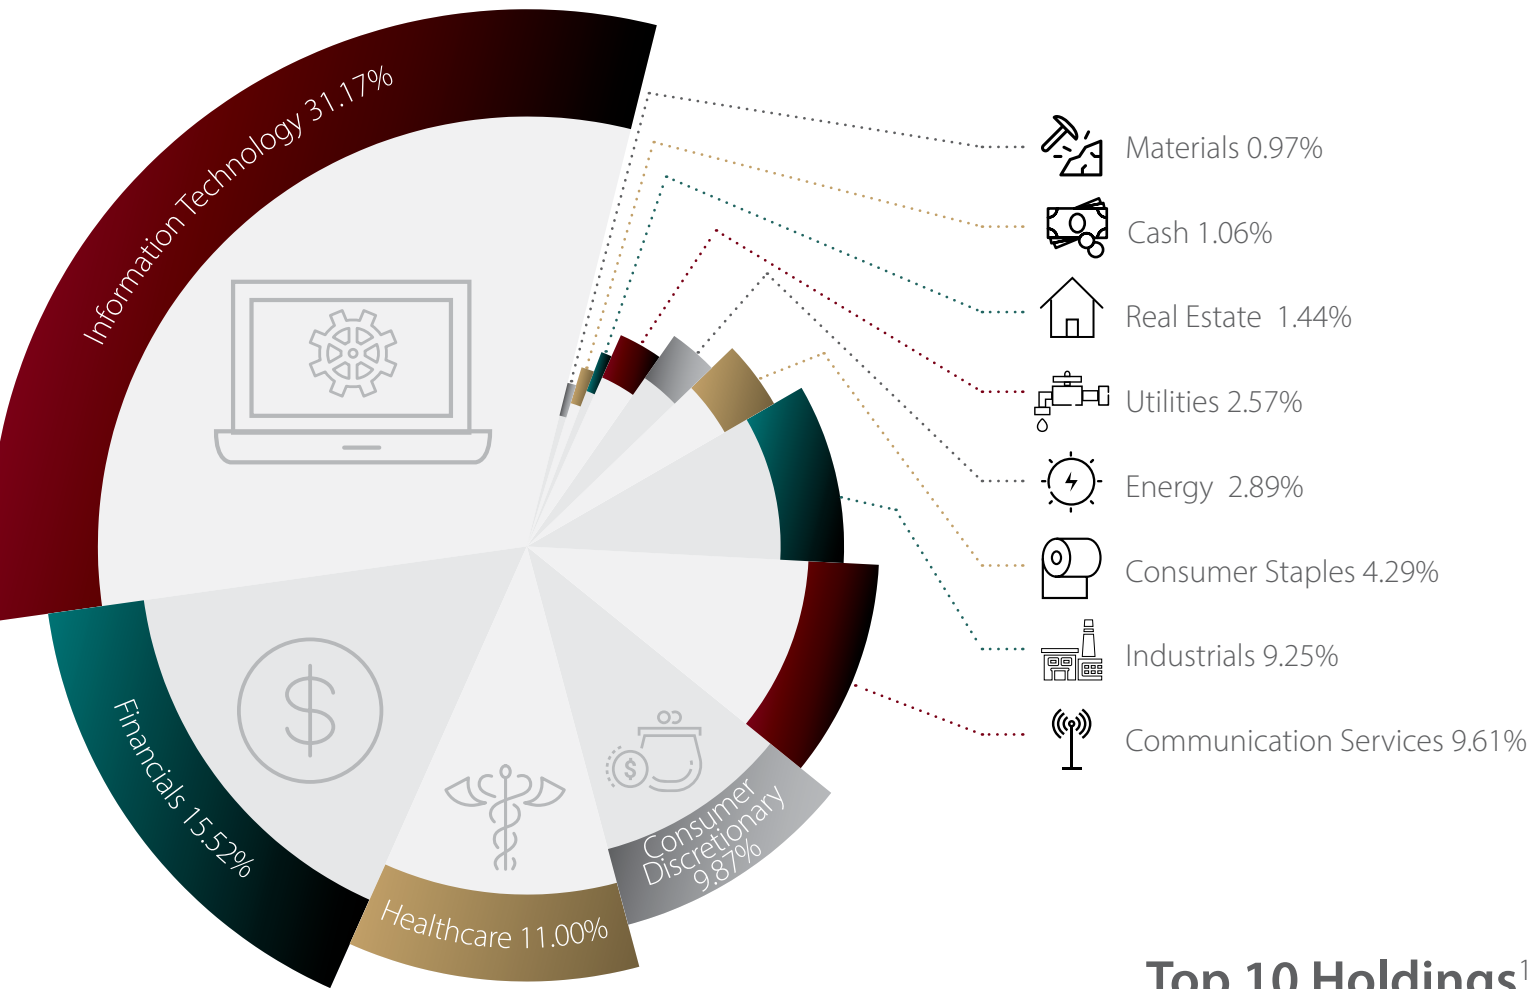 Information Technology 31.17%
Materials 0.97%
Cash 1.06%
Real Estate 1.44%
Utilities 2.57%
Energy 2.89%
Consumer Staples 4.29%
Industrials 9.25%
Communication Services 9.61%
Consumer
Discretionary
9.87%
Healthcare 11.00%
Financials 15.52%
$
$
Top 10 Holdings1